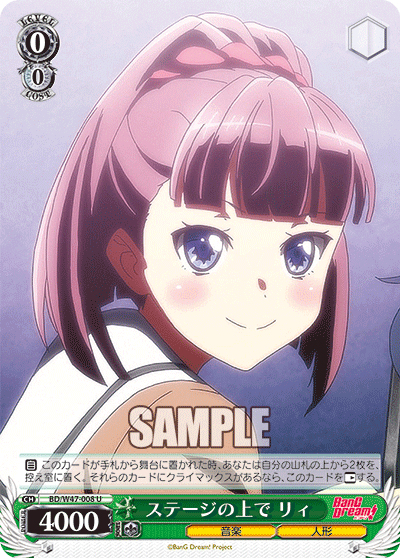 LEVEL
0
0
COST
SAMPLE
このカードが手札から舞台に置かれた時、あなたは自分の山札の上から2枚を、
控え室に置く。それらのカードにクライマックスがあるなら、このカードを【】する。
CH
BD/W47-008 U
4000
ステージの上で リィ
BanG Dream!
音楽
人形
©BanG Dream! Project